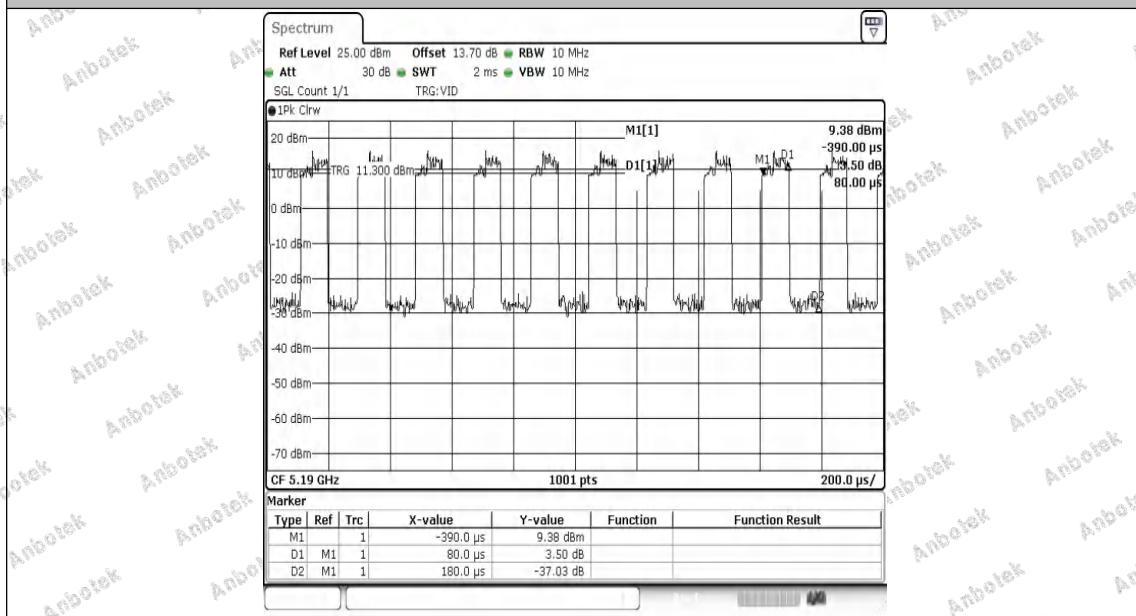 Spectrum
Ref Level 25.00 dBm Offset 13.70 dB RBW 10 MHz
Att 30 dB SWT 2 ms VBW 10 MHz
SGL Count 1/1 TRG:VID
1Pk Clrw
M1[1] 9.38 dBm
-390.00 µs
D1[1] 3.50 dB
80.00 µs
20 dBm
10 dBm
TRG 11.300 dBm
M1
D1
0 dBm
-10 dBm
-20 dBm
D2
-30 dBm
-40 dBm
-50 dBm
-60 dBm
-70 dBm
CF 5.19 GHz 1001 pts 200.0 µs/
Marker
Type Ref Trc X-value Y-value Function Function Result
M1 1 -390.0 µs 9.38 dBm
D1 M1 1 80.0 µs 3.50 dB
D2 M1 1 180.0 µs -37.03 dB
Anbotek